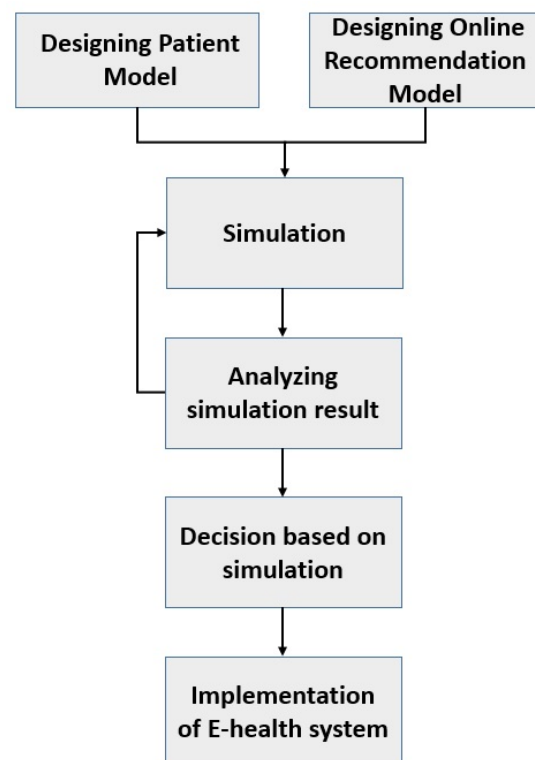 Designing Patient
Model
Designing Online
Recommendation
Model
Simulation
Analyzing
simulation result
Decision based on
simulation
Implementation
of E-health system